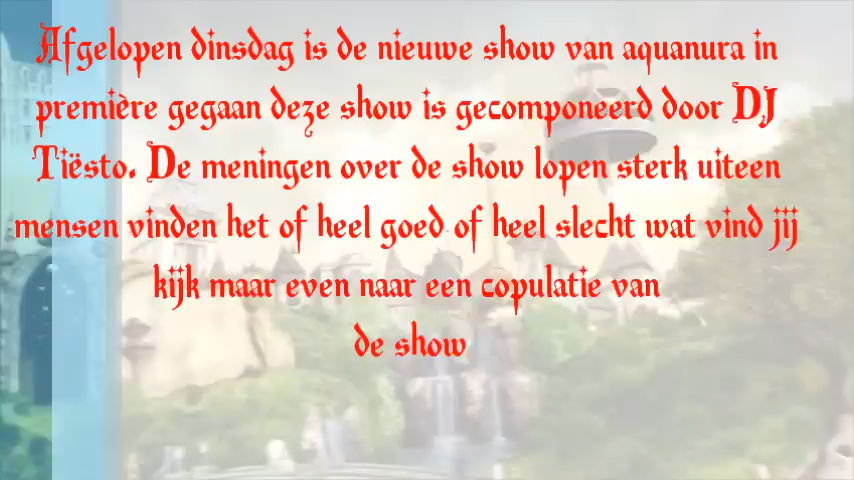 Afgelopen dinsdag is de nieuwe show van aquanura in
première gegaan deze show is gecomponeerd door DJ
Tiësto. De meningen over de show lopen sterk uiteen
mensen vinden het of heel goed of heel slecht wat vind jij
kijk maar even naar een copulatie van
de show